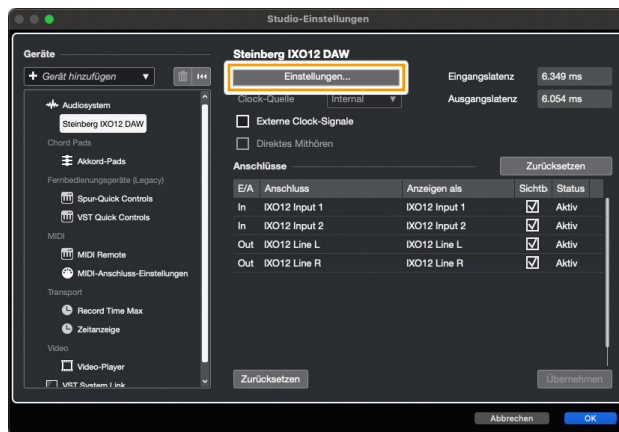 Studio-Einstellungen
Geräte
+ Gerät hinzufügen
Audiosystem
Steinberg IXO12 DAW
Chord Pads
Akkord-Pads
Fernbedienungsgeräte (Legacy)
Spur-Quick Controls
VST Quick Controls
MIDI
MIDI Remote
MIDI-Anschluss-Einstellungen
Transport
Record Time Max
Zeitanzeige
Video
Video-Player
VST System Link
Steinberg IXO12 DAW
Einstellungen... Eingangslatenz 6.349 ms
Clock-Quelle Internal Ausgangslatenz 6.054 ms
Externe Clock-Signale
Direktes Mithören
Anschlüsse Zurücksetzen
E/A Anschluss Anzeigen als Sichtb Status
In IXO12 Input 1 IXO12 Input 1 Aktiv
In IXO12 Input 2 IXO12 Input 2 Aktiv
Out IXO12 Line L IXO12 Line L Aktiv
Out IXO12 Line R IXO12 Line R Aktiv
Zurücksetzen Übernehmen
Abbrechen OK